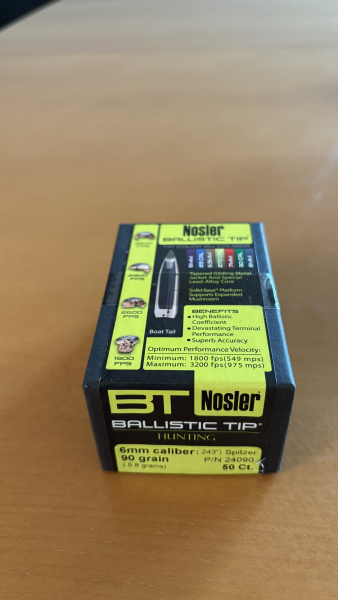 Nosler
BALLISTIC TIP
Tapered Gilding Metal
Jacket And Special
Lead-Alloy Core
Solid Base® Platform
Supports Expanded
Mushroom
BENEFITS
• High Ballistic
Coefficient
• Devastating Terminal
Performance
• Superb Accuracy
Boat Tail
FPS
FPS
2600
FPS
1900
FPS
Optimum Performance Velocity:
Minimum: 1800 fps(549 mps)
Maximum: 3200 fps(975 mps)
BT Nosler®
BALLISTIC TIP®
HUNTING
6mm caliber (.243") Spitzer
90 grain P/N 24090
(5.8 grams) 50 Ct.